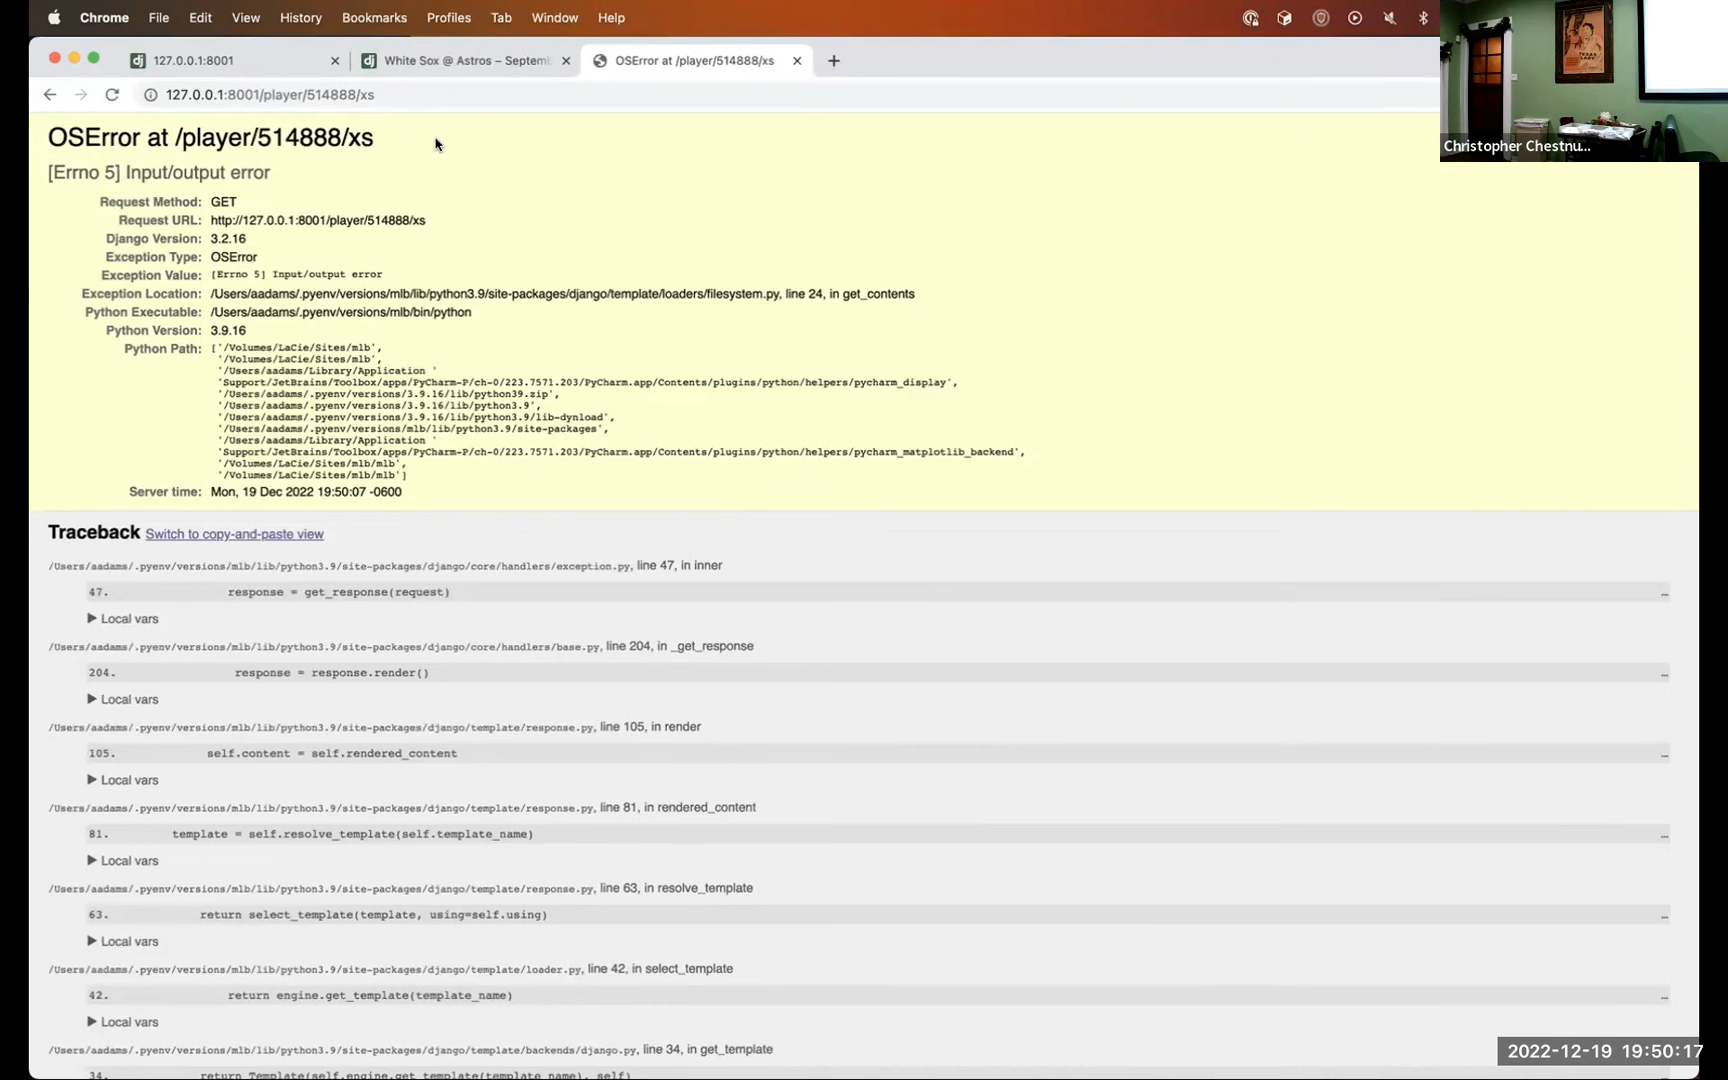 Chrome File Edit View History Bookmarks Profiles Tab Window Help
127.0.0.1:8001 White Sox @ Astros – Septemb OSError at /player/514888/xs
127.0.0.1:8001/player/514888/xs
Christopher Chestnu...
OSError at /player/514888/xs
[Errno 5] Input/output error
Request Method: GET
Request URL: http://127.0.0.1:8001/player/514888/xs
Django Version: 3.2.16
Exception Type: OSError
Exception Value: [Errno 5] Input/output error
Exception Location: /Users/aadams/.pyenv/versions/mlb/lib/python3.9/site-packages/django/template/loaders/filesystem.py, line 24, in get_contents
Python Executable: /Users/aadams/.pyenv/versions/mlb/bin/python
Python Version: 3.9.16
Python Path: ['/Volumes/LaCie/Sites/mlb',
'/Volumes/LaCie/Sites/mlb',
'/Users/aadams/Library/Application '
'Support/JetBrains/Toolbox/apps/PyCharm-P/ch-0/223.7571.203/PyCharm.app/Contents/plugins/python/helpers/pycharm_display',
'/Users/aadams/.pyenv/versions/3.9.16/lib/python39.zip',
'/Users/aadams/.pyenv/versions/3.9.16/lib/python3.9',
'/Users/aadams/.pyenv/versions/3.9.16/lib/python3.9/lib-dynload',
'/Users/aadams/.pyenv/versions/mlb/lib/python3.9/site-packages',
'/Users/aadams/Library/Application '
'Support/JetBrains/Toolbox/apps/PyCharm-P/ch-0/223.7571.203/PyCharm.app/Contents/plugins/python/helpers/pycharm_matplotlib_backend',
'/Volumes/LaCie/Sites/mlb/mlb',
'/Volumes/LaCie/Sites/mlb/mlb']
Server time: Mon, 19 Dec 2022 19:50:07 -0600
Traceback Switch to copy-and-paste view
/Users/aadams/.pyenv/versions/mlb/lib/python3.9/site-packages/django/core/handlers/exception.py, line 47, in inner
47. response = get_response(request) …
▶ Local vars
/Users/aadams/.pyenv/versions/mlb/lib/python3.9/site-packages/django/core/handlers/base.py, line 204, in _get_response
204. response = response.render() …
▶ Local vars
/Users/aadams/.pyenv/versions/mlb/lib/python3.9/site-packages/django/template/response.py, line 105, in render
105. self.content = self.rendered_content …
▶ Local vars
/Users/aadams/.pyenv/versions/mlb/lib/python3.9/site-packages/django/template/response.py, line 81, in rendered_content
81. template = self.resolve_template(self.template_name) …
▶ Local vars
/Users/aadams/.pyenv/versions/mlb/lib/python3.9/site-packages/django/template/response.py, line 63, in resolve_template
63. return select_template(template, using=self.using) …
▶ Local vars
/Users/aadams/.pyenv/versions/mlb/lib/python3.9/site-packages/django/template/loader.py, line 42, in select_template
42. return engine.get_template(template_name) …
▶ Local vars
/Users/aadams/.pyenv/versions/mlb/lib/python3.9/site-packages/django/template/backends/django.py, line 34, in get_template
34. return Template(self.engine.get_template(template_name), self)
2022-12-19 19:50:17